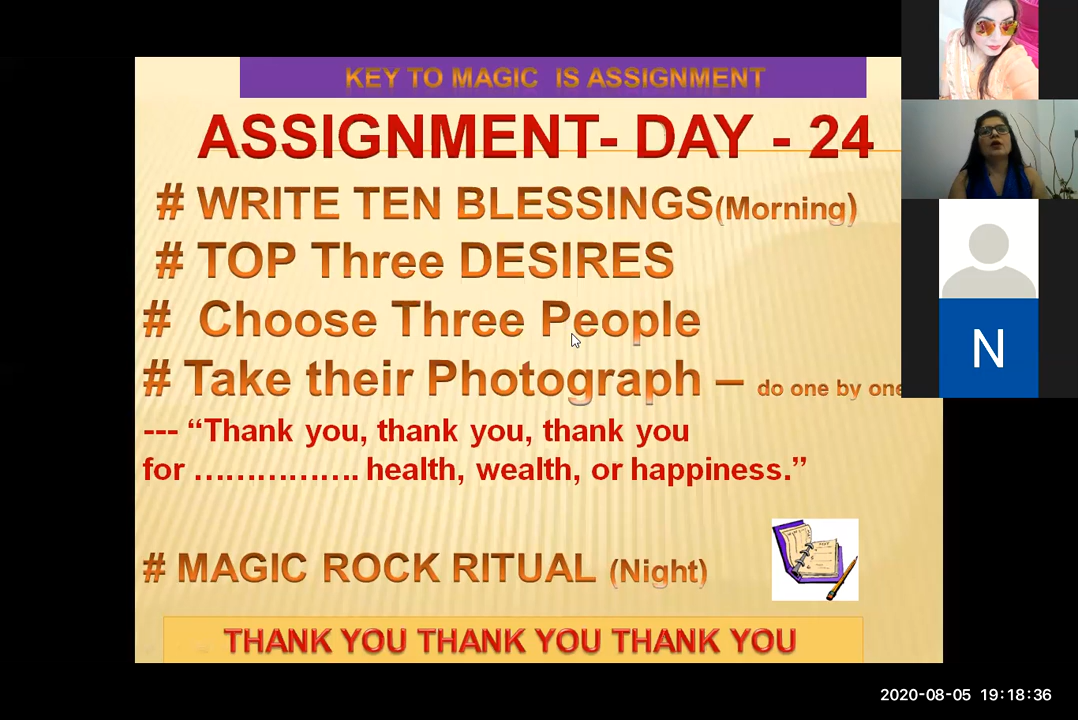 KEY TO MAGIC IS ASSIGNMENT
ASSIGNMENT- DAY - 24
# WRITE TEN BLESSINGS(Morning)
# TOP Three DESIRES
# Choose Three People
# Take their Photograph – do one by one
--- “Thank you, thank you, thank you
for ……………. health, wealth, or happiness.”
# MAGIC ROCK RITUAL (Night)
THANK YOU THANK YOU THANK YOU
N
2020-08-05 19:18:36